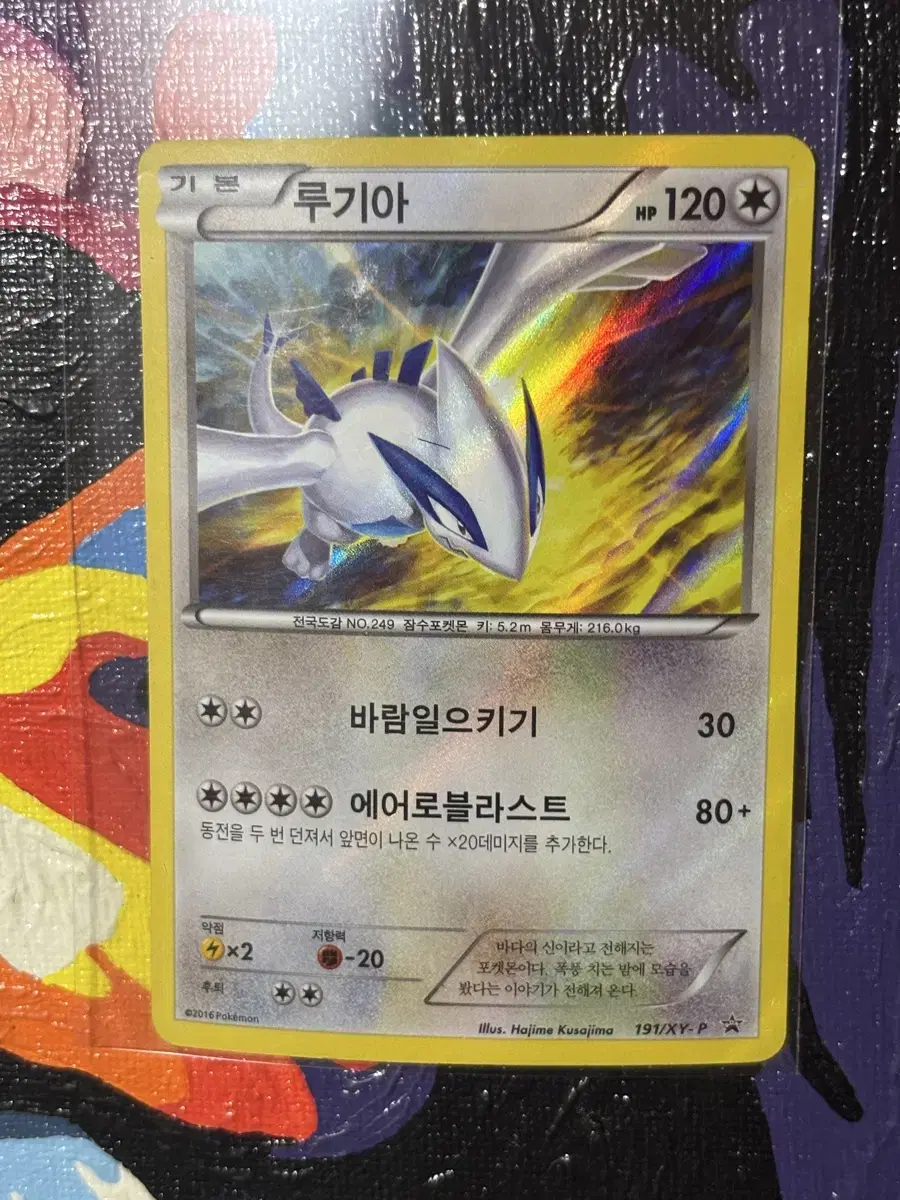 기본 루기아 HP 120
전국도감 NO.249 잠수포켓몬 키: 5.2m 몸무게: 216.0kg
바람일으키기 30
에어로블라스트 80+
동전을 두 번 던져서 앞면이 나온 수 ×20데미지를 추가한다.
약점 저항력
×2 -20
후퇴
바다의 신이라고 전해지는
포켓몬이다. 폭풍 치는 밤에 모습을
봤다는 이야기가 전해져 온다.
©2016 Pokémon
Illus. Hajime Kusajima 191/XY-P